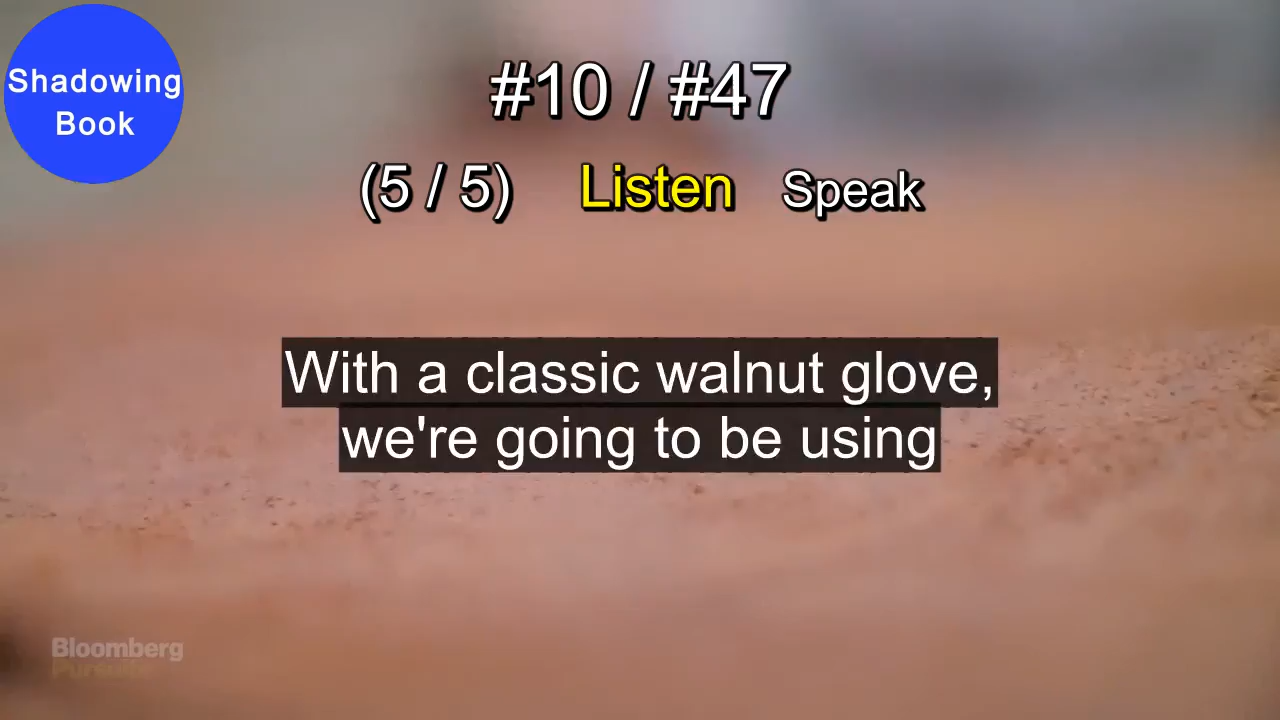 Shadowing
Book
#10 / #47
(5 / 5) Listen Speak
With a classic walnut glove,
we're going to be using
Bloomberg
Pursuits